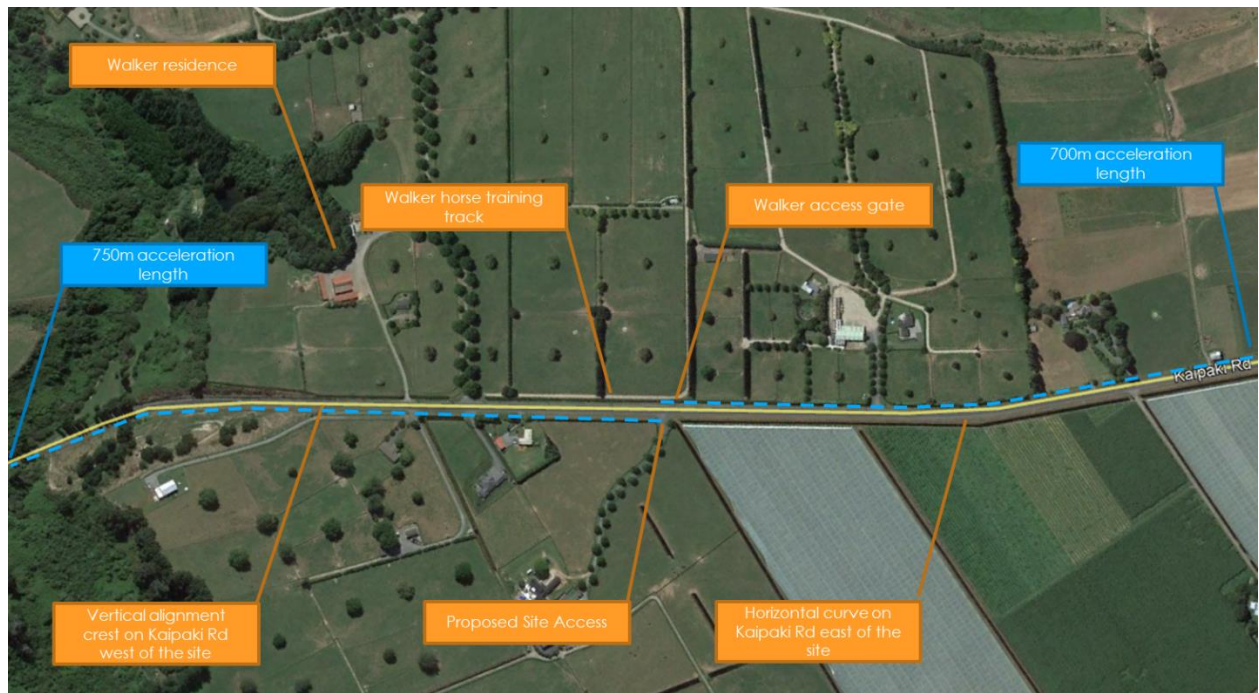 Walker residence
700m acceleration
length
Walker horse training
track
Walker access gate
750m acceleration
length
Kaipaki Rd
Vertical alignment
crest on Kaipaki Rd
west of the site
Proposed Site Access
Horizontal curve on
Kaipaki Rd east of the
site